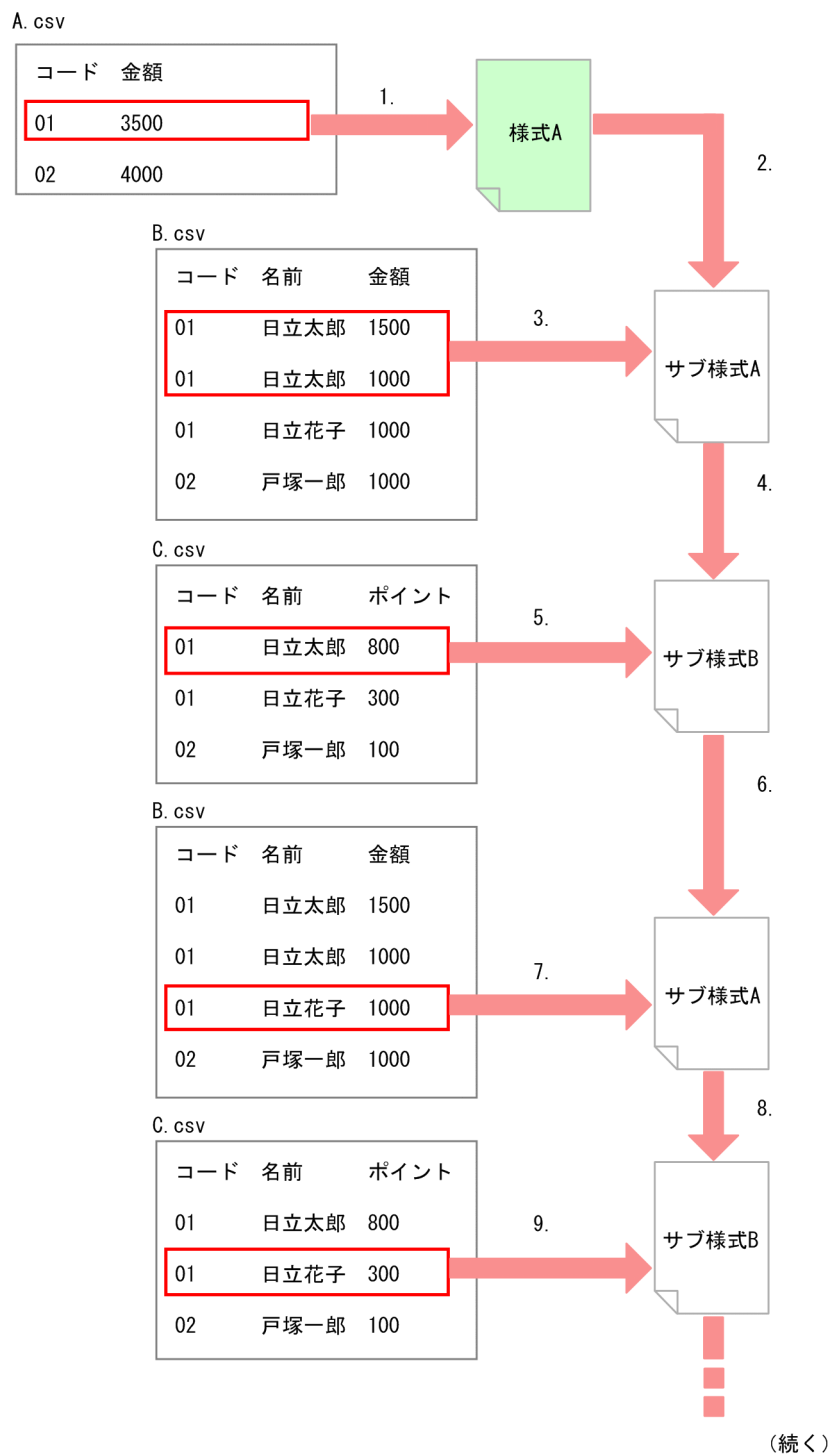 A.csv
コード 金額
01 3500
02 4000
1.
様式A
2.
B.csv
コード 名前 金額
01 日立太郎 1500
01 日立太郎 1000
01 日立花子 1000
02 戸塚一郎 1000
3.
サブ様式A
4.
C.csv
コード 名前 ポイント
01 日立太郎 800
01 日立花子 300
02 戸塚一郎 100
5.
サブ様式B
6.
B.csv
コード 名前 金額
01 日立太郎 1500
01 日立太郎 1000
01 日立花子 1000
02 戸塚一郎 1000
7.
サブ様式A
8.
C.csv
コード 名前 ポイント
01 日立太郎 800
01 日立花子 300
02 戸塚一郎 100
9.
サブ様式B
(続く)